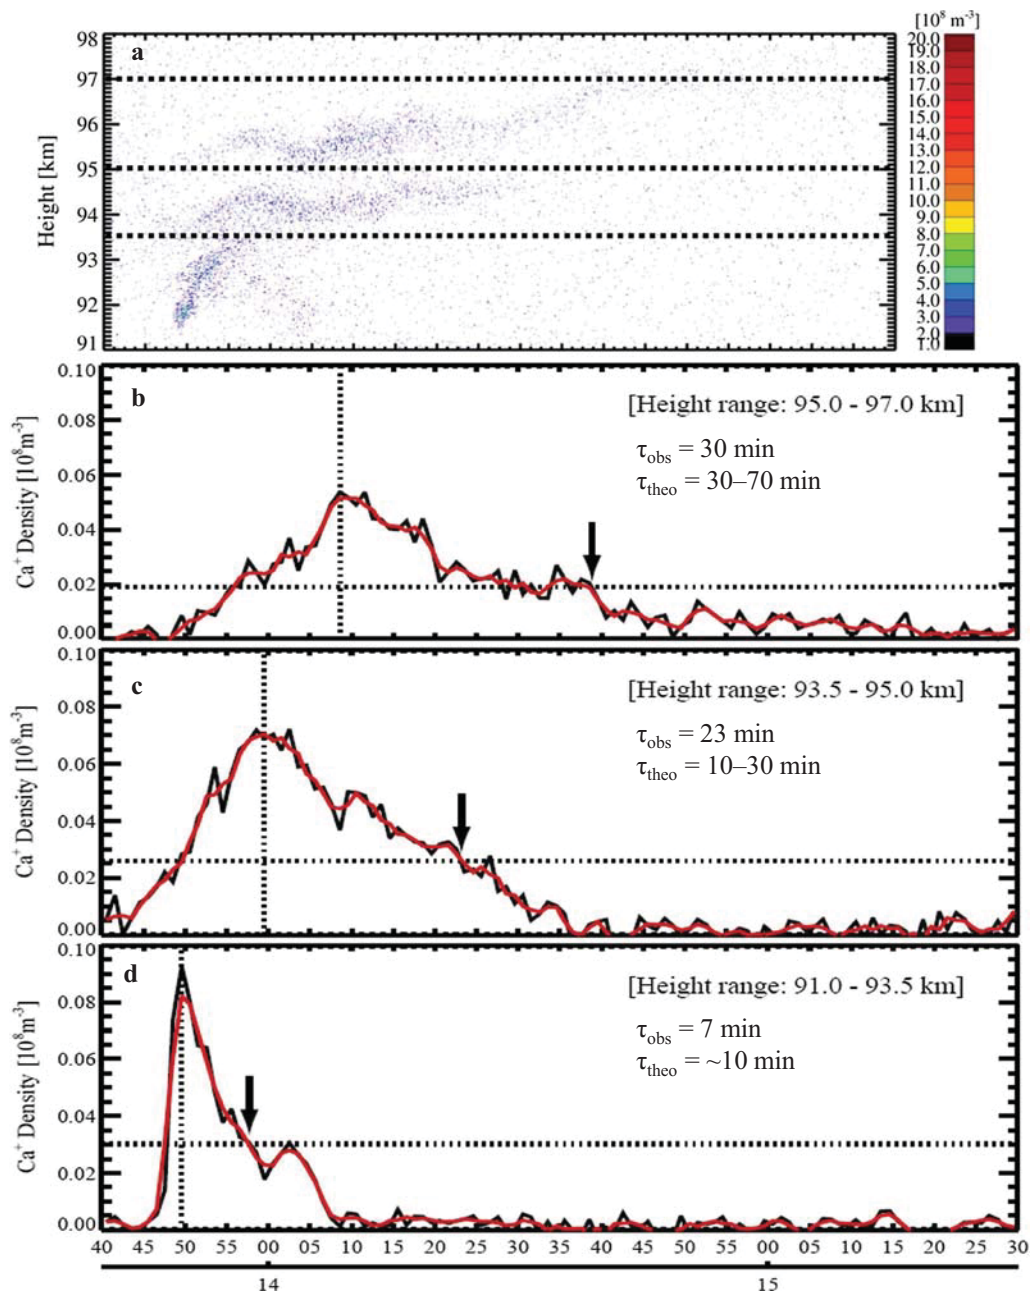 [10⁸ m⁻³]
a
98
97
96
95
94
93
92
91
Height [km]
20.0
19.0
18.0
17.0
16.0
15.0
14.0
13.0
12.0
11.0
10.0
9.0
8.0
7.0
6.0
5.0
4.0
3.0
2.0
1.0
b
[Height range: 95.0 - 97.0 km]
τobs = 30 min
τtheo = 30–70 min
0.10
0.08
0.06
0.04
0.02
0.00
Ca⁺ Density [10⁸m⁻³]
c
[Height range: 93.5 - 95.0 km]
τobs = 23 min
τtheo = 10–30 min
0.10
0.08
0.06
0.04
0.02
0.00
Ca⁺ Density [10⁸m⁻³]
d
[Height range: 91.0 - 93.5 km]
τobs = 7 min
τtheo = ~10 min
0.10
0.08
0.06
0.04
0.02
0.00
Ca⁺ Density [10⁸m⁻³]
40 45 50 55 00 05 10 15 20 25 30 35 40 45 50 55 00 05 10 15 20 25 30
14 15